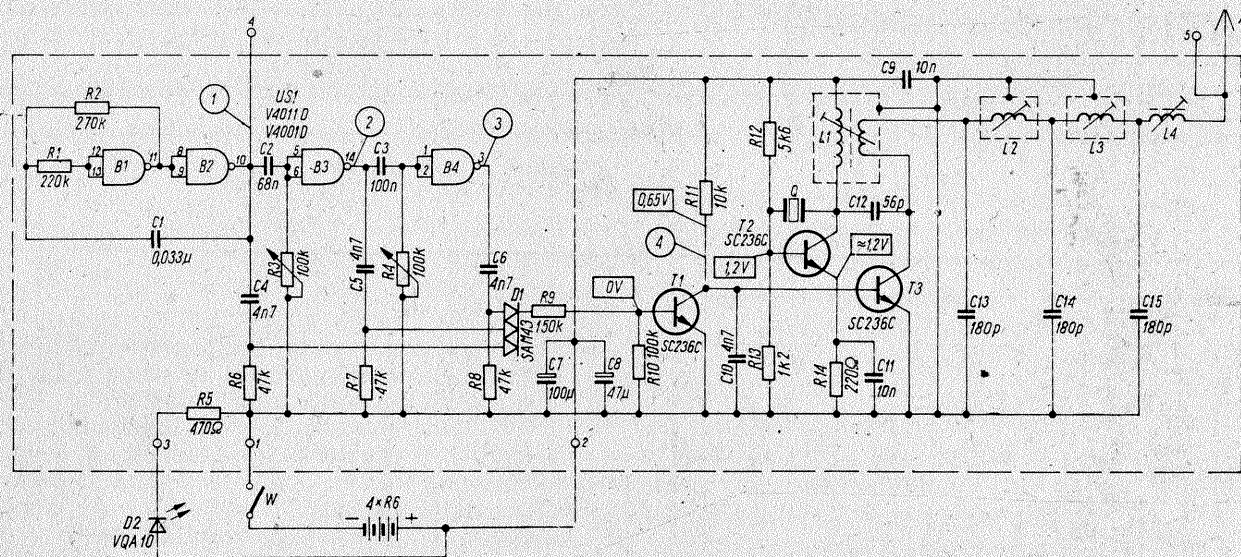 4
5
A
C9
10n
R2
270k
1
US1
V4011D
V4001D
2
3
R1
220k
12
13
B1
11
8
9
B2
10
C2
68n
5
6
B3
14
C3
100n
1
2
B4
3
R12
5k6
L1
L2
L3
L4
R11
10k
0,65V
Q
C12
56p
C1
0,033µ
4
T2
SC236C
1,2V
≈1,2V
R3
100k
4n7
C5
R4
100k
C6
4n7
C4
4n7
D1
SAM43
R9
150k
0V
T1
SC236C
T3
SC236C
C13
180p
C14
180p
C15
180p
R6
47k
R7
47k
R8
47k
C7
100µ
C8
47µ
R10
100k
C10
4n7
R13
1k2
R14
220Ω
C11
10n
R5
470Ω
3
1
2
W
4×R6
−
+
D2
VQA10